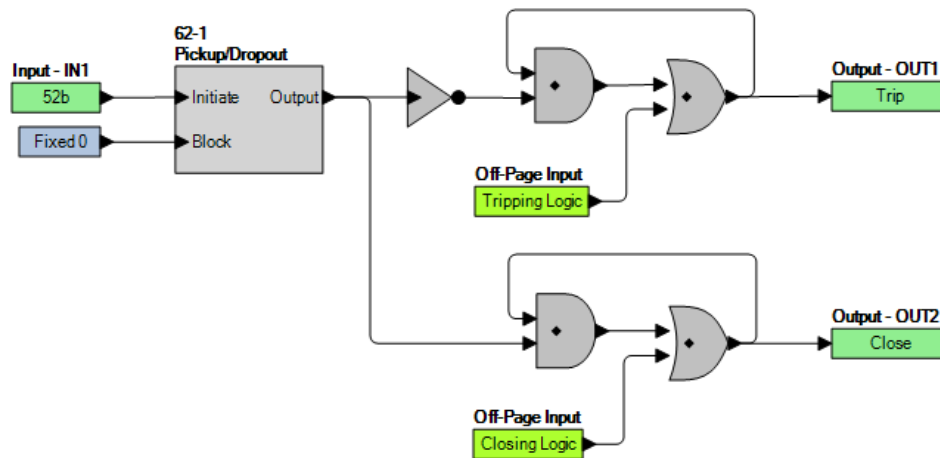 62-1
Pickup/Dropout
Input - IN1
52b
Initiate
Output
Fixed 0
Block
Output - OUT1
Trip
Off-Page Input
Tripping Logic
Output - OUT2
Close
Off-Page Input
Closing Logic